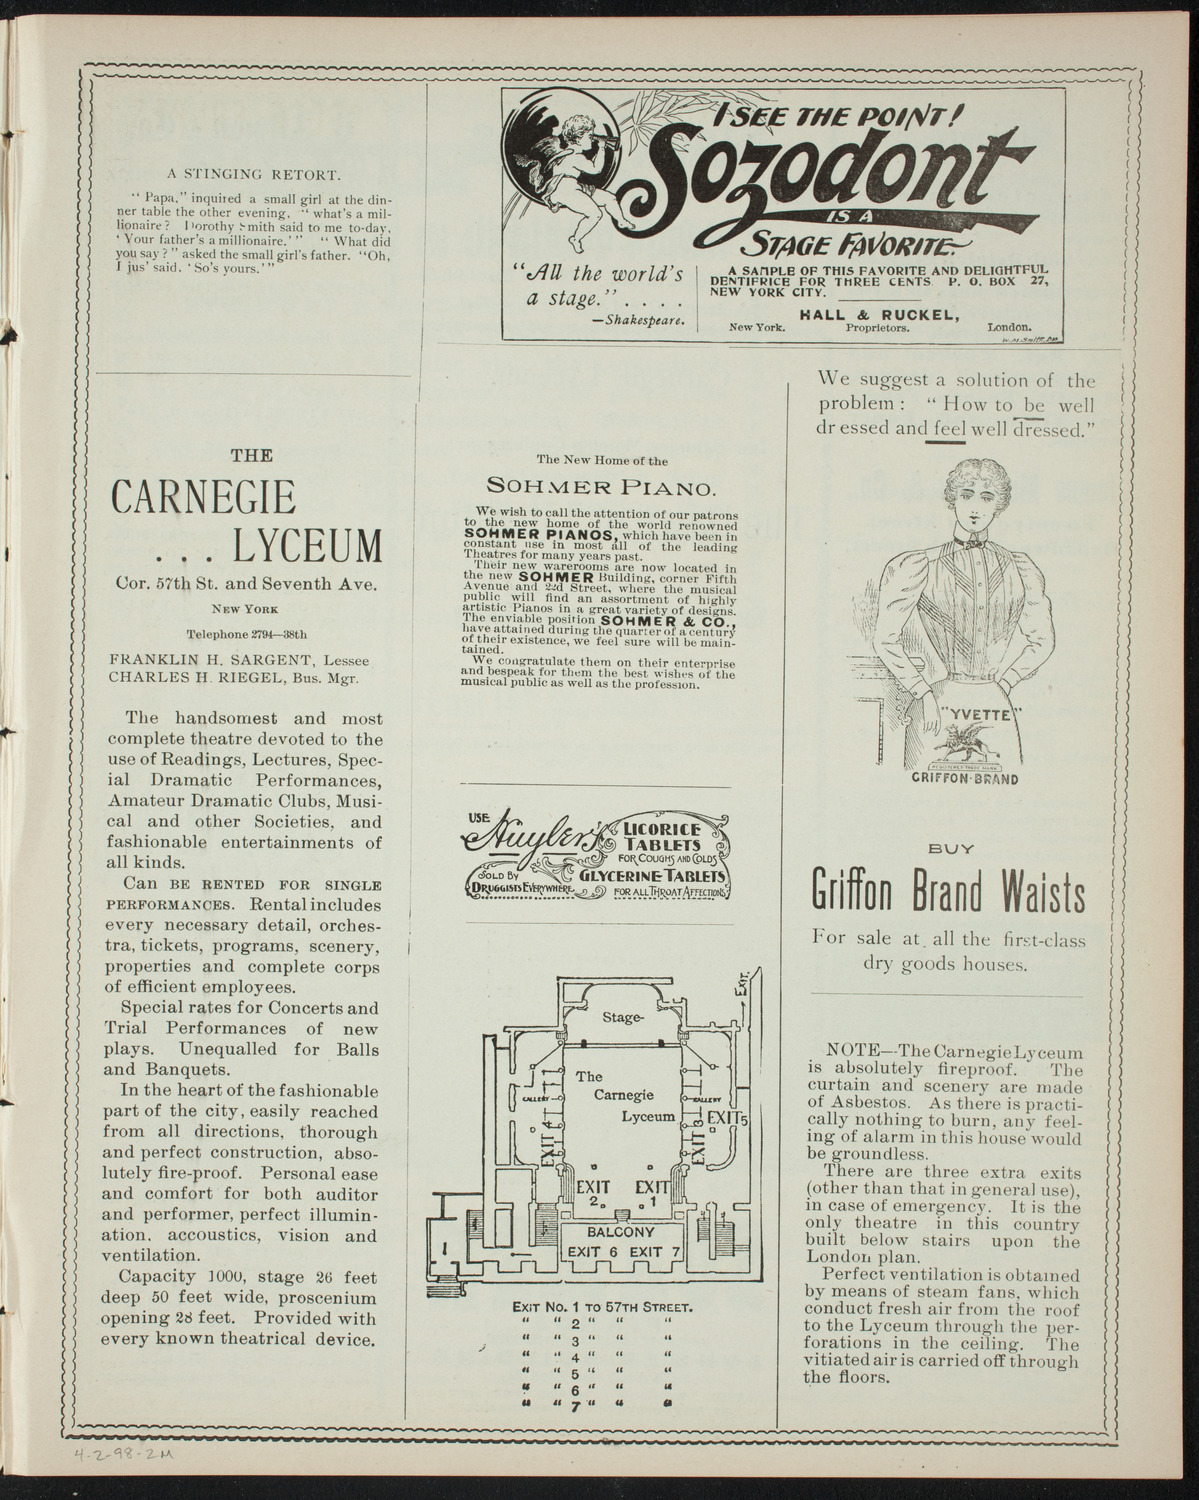 A STINGING RETORT.
“ Papa,” inquired a small girl at the din-
ner table the other evening, “ what's a mil-
lionaire? Dorothy Smith said to me to-day,
‘ Your father's a millionaire.’ ” “ What did
you say ? ” asked the small girl's father. “Oh,
I jus’ said. ‘ So's yours.’ ”
THE
CARNEGIE
. . . LYCEUM
Cor. 57th St. and Seventh Ave.
NEW YORK
Telephone 2794—38th
FRANKLIN H. SARGENT, Lessee
CHARLES H. RIEGEL, Bus. Mgr.
The handsomest and most
complete theatre devoted to the
use of Readings, Lectures, Spec-
ial Dramatic Performances,
Amateur Dramatic Clubs, Musi-
cal and other Societies, and
fashionable entertainments of
all kinds.
Can BE RENTED FOR SINGLE
PERFORMANCES. Rental includes
every necessary detail, orches-
tra, tickets, programs, scenery,
properties and complete corps
of efficient employees.
Special rates for Concerts and
Trial Performances of new
plays. Unequalled for Balls
and Banquets.
In the heart of the fashionable
part of the city, easily reached
from all directions, thorough
and perfect construction, abso-
lutely fire-proof. Personal ease
and comfort for both auditor
and performer, perfect illumin-
ation, accoustics, vision and
ventilation.
Capacity 1000, stage 26 feet
deep 50 feet wide, proscenium
opening 28 feet. Provided with
every known theatrical device.
I SEE THE POINT!
Sozodont
IS A
STAGE FAVORITE.
“All the world's
a stage.” . . . .
—Shakespeare.
A SAMPLE OF THIS FAVORITE AND DELIGHTFUL
DENTIFRICE FOR THREE CENTS. P. O. BOX 27,
NEW YORK CITY.
HALL & RUCKEL,
New York. Proprietors. London.
The New Home of the
SOHMER PIANO.
We wish to call the attention of our patrons
to the new home of the world renowned
SOHMER PIANOS, which have been in
constant use in most all of the leading
Theatres for many years past.
Their new warerooms are now located in
the new SOHMER Building, corner Fifth
Avenue and 22d Street, where the musical
public will find an assortment of highly
artistic Pianos in a great variety of designs.
The enviable position SOHMER & CO.,
have attained during the quarter of a century
of their existence, we feel sure will be main-
tained.
We congratulate them on their enterprise
and bespeak for them the best wishes of the
musical public as well as the profession.
USE
Huyler's
LICORICE
TABLETS
FOR COUGHS AND COLDS
GLYCERINE TABLETS
SOLD BY
DRUGGISTS EVERYWHERE
FOR ALL THROAT AFFECTIONS
EXIT.
Stage
The
Carnegie
Lyceum
GALLERY
GALLERY
EXIT 5
EXIT 4
EXIT 3
EXIT
2.
EXIT
1
BALCONY
EXIT 6 EXIT 7
EXIT NO. 1 TO 57TH STREET.
“ “ 2 “ “ “
“ “ 3 “ “ “
“ “ 4 “ “ “
“ “ 5 “ “ “
“ “ 6 “ “ “
“ “ 7 “ “ “
We suggest a solution of the
problem : “ How to be well
dressed and feel well dressed.”
"YVETTE"
REGISTERED TRADE MARK
GRIFFON-BRAND
BUY
Griffon Brand Waists
For sale at all the first-class
dry goods houses.
NOTE—The Carnegie Lyceum
is absolutely fireproof. The
curtain and scenery are made
of Asbestos. As there is practi-
cally nothing to burn, any feel-
ing of alarm in this house would
be groundless.
There are three extra exits
(other than that in general use),
in case of emergency. It is the
only theatre in this country
built below stairs upon the
London plan.
Perfect ventilation is obtained
by means of steam fans, which
conduct fresh air from the roof
to the Lyceum through the per-
forations in the ceiling. The
vitiated air is carried off through
the floors.
4-2-98-2M